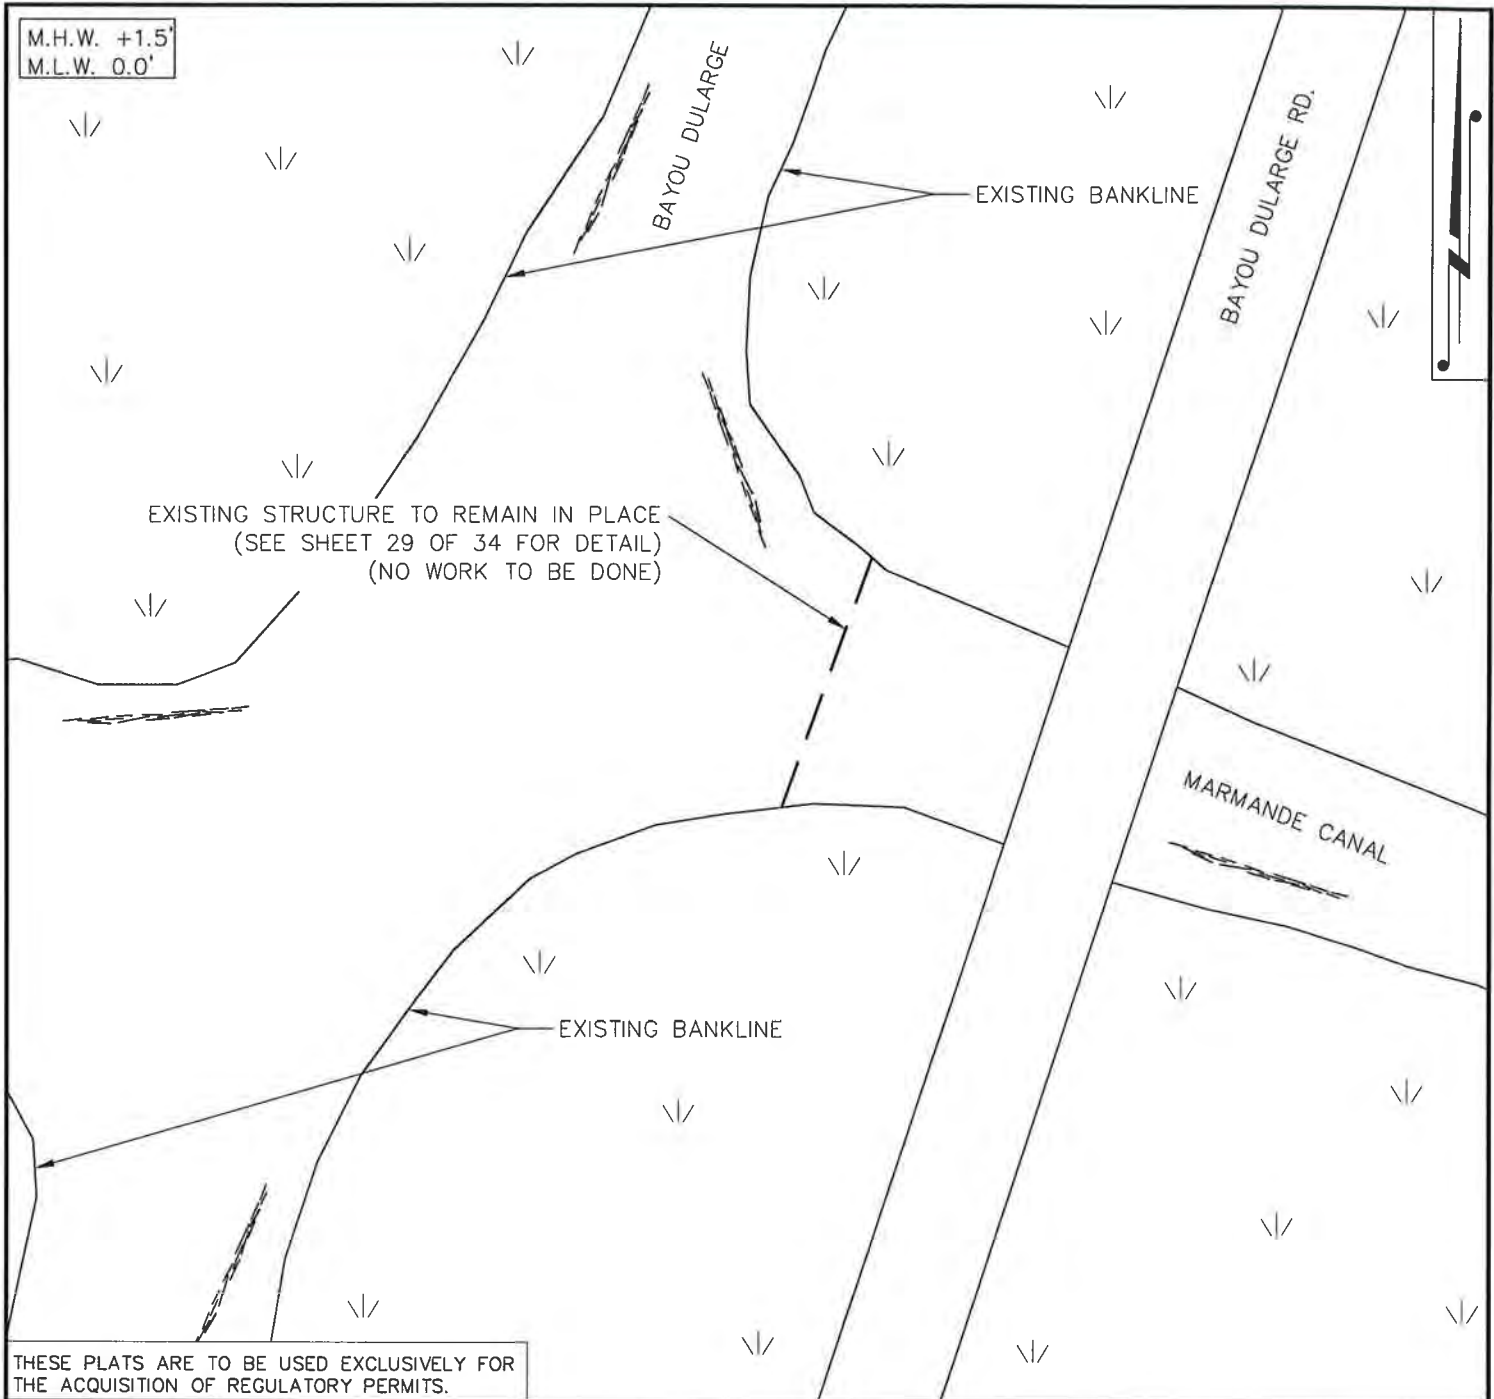 M.H.W. +1.5'
M.L.W. 0.0'
BAYOU DULARGE
BAYOU DULARGE RD.
EXISTING BANKLINE
EXISTING STRUCTURE TO REMAIN IN PLACE
(SEE SHEET 29 OF 34 FOR DETAIL)
(NO WORK TO BE DONE)
MARMANDE CANAL
EXISTING BANKLINE
THESE PLATS ARE TO BE USED EXCLUSIVELY FOR
THE ACQUISITION OF REGULATORY PERMITS.